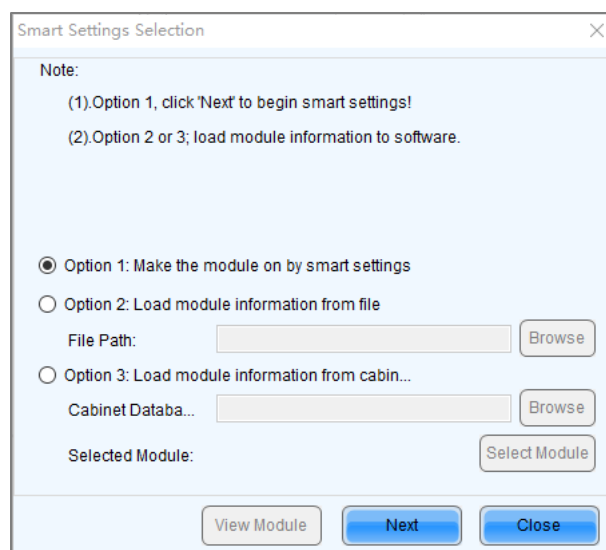 Smart Settings Selection
Note:
(1).Option 1, click 'Next' to begin smart settings!
(2).Option 2 or 3; load module information to software.
Option 1: Make the module on by smart settings
Option 2: Load module information from file
File Path: Browse
Option 3: Load module information from cabin...
Cabinet Databa... Browse
Selected Module: Select Module
View Module Next Close